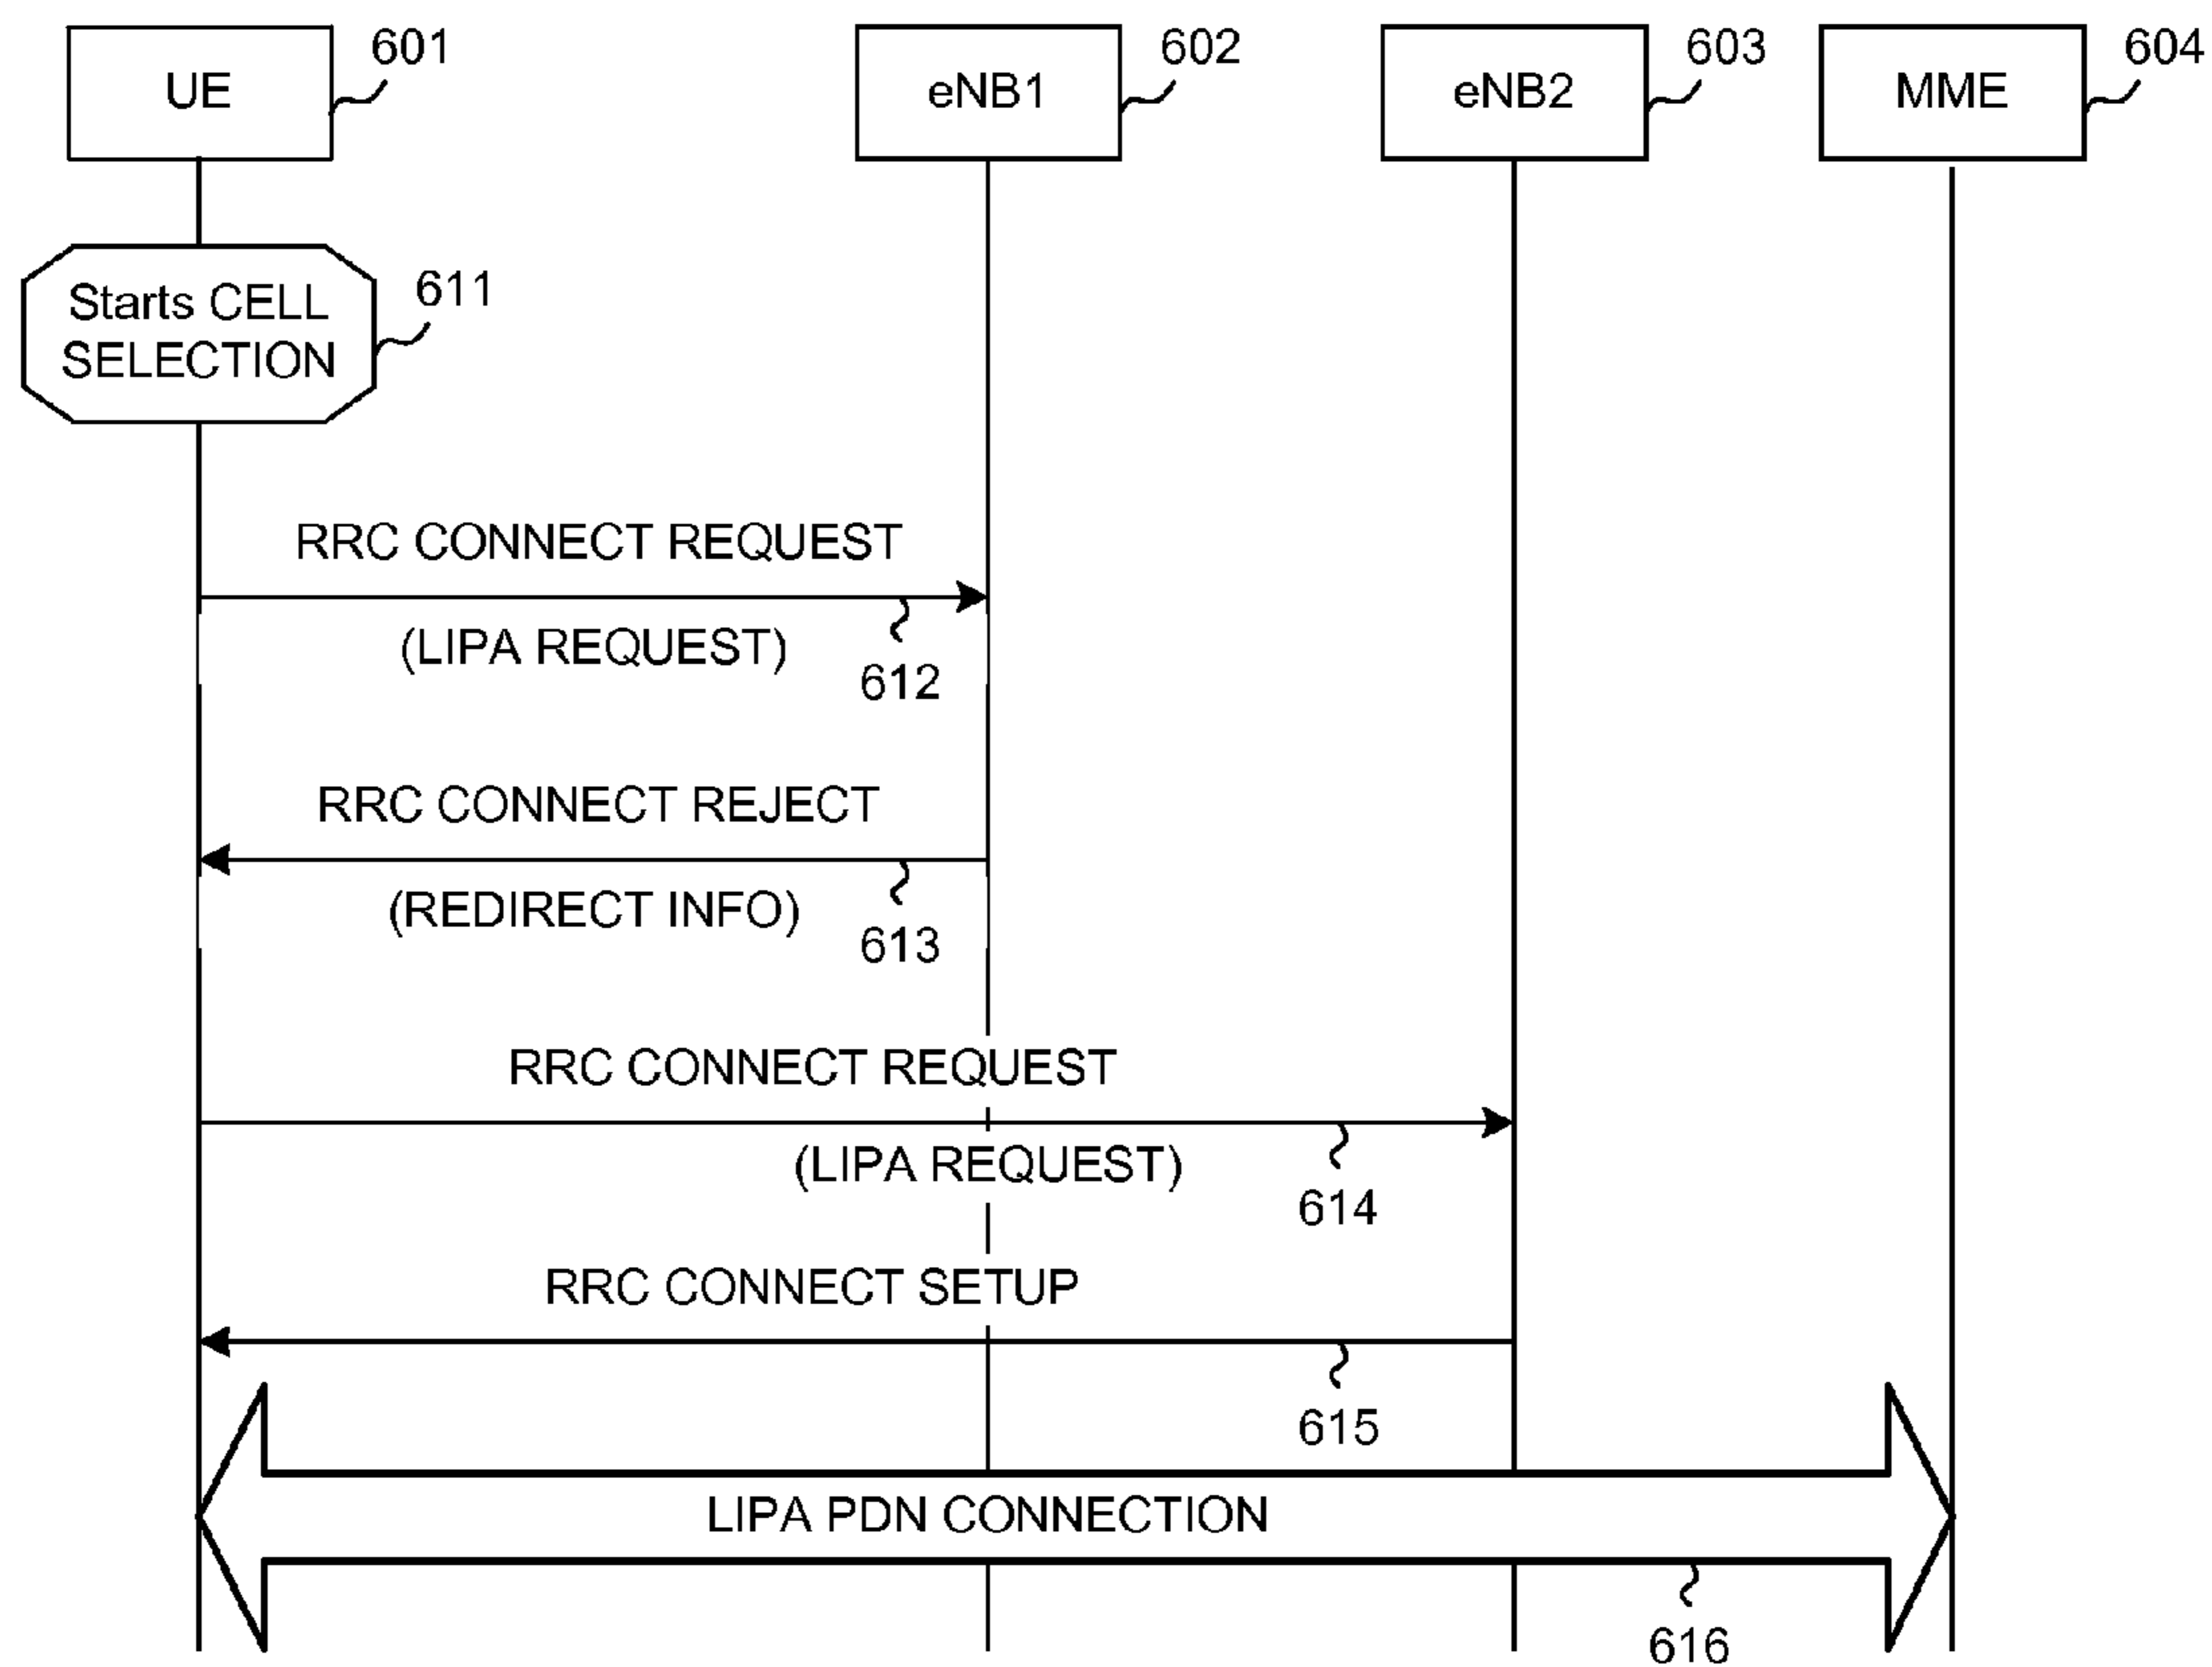 UE
601
eNB1
602
eNB2
603
MME
604
Starts CELL
SELECTION
611
RRC CONNECT REQUEST
(LIPA REQUEST)
612
RRC CONNECT REJECT
(REDIRECT INFO)
613
RRC CONNECT REQUEST
(LIPA REQUEST)
614
RRC CONNECT SETUP
615
LIPA PDN CONNECTION
616